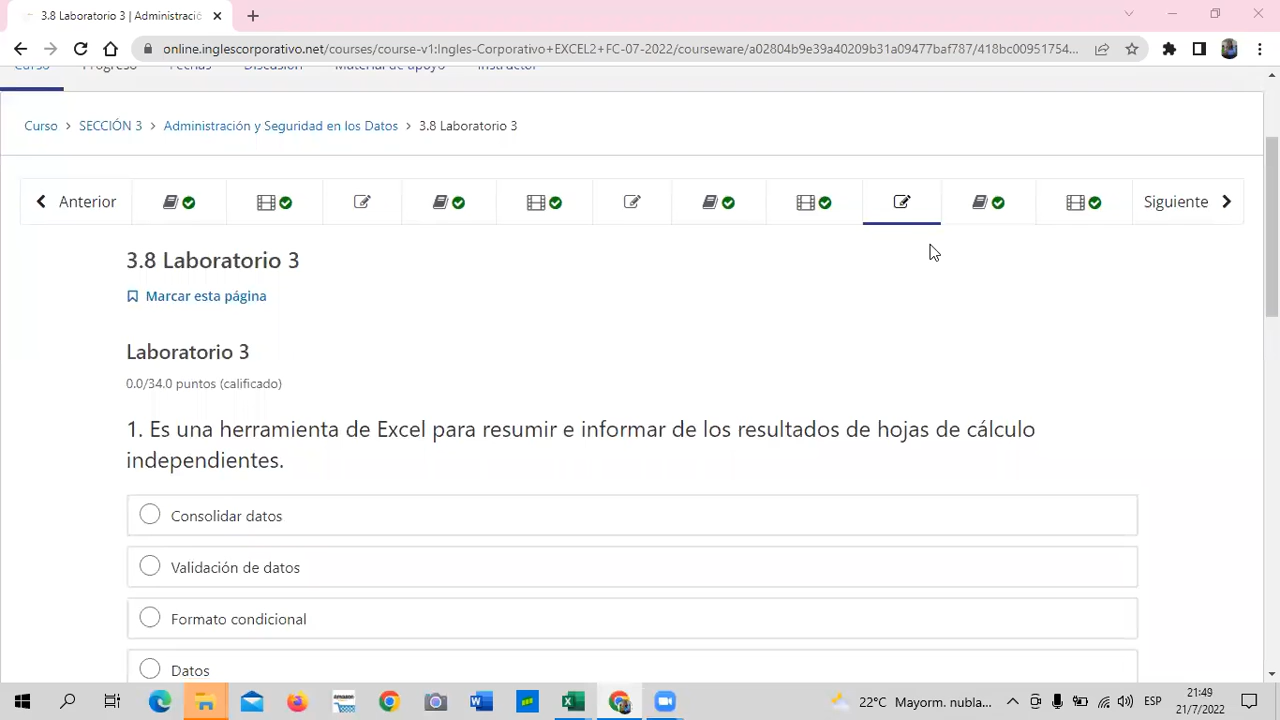 3.8 Laboratorio 3 | Administració
online.inglescorporativo.net/courses/course-v1:Ingles-Corporativo+EXCEL2+FC-07-2022/courseware/a02804b9e39a40209b31a09477baf787/418bc00951754...
Curso Progreso Fechas Discusión Material de apoyo Instructor
Curso > SECCIÓN 3 > Administración y Seguridad en los Datos > 3.8 Laboratorio 3
Anterior Siguiente
3.8 Laboratorio 3
Marcar esta página
Laboratorio 3
0.0/34.0 puntos (calificado)
1. Es una herramienta de Excel para resumir e informar de los resultados de hojas de cálculo
independientes.
Consolidar datos
Validación de datos
Formato condicional
Datos
22°C Mayorm. nubla... ESP 21:49
21/7/2022